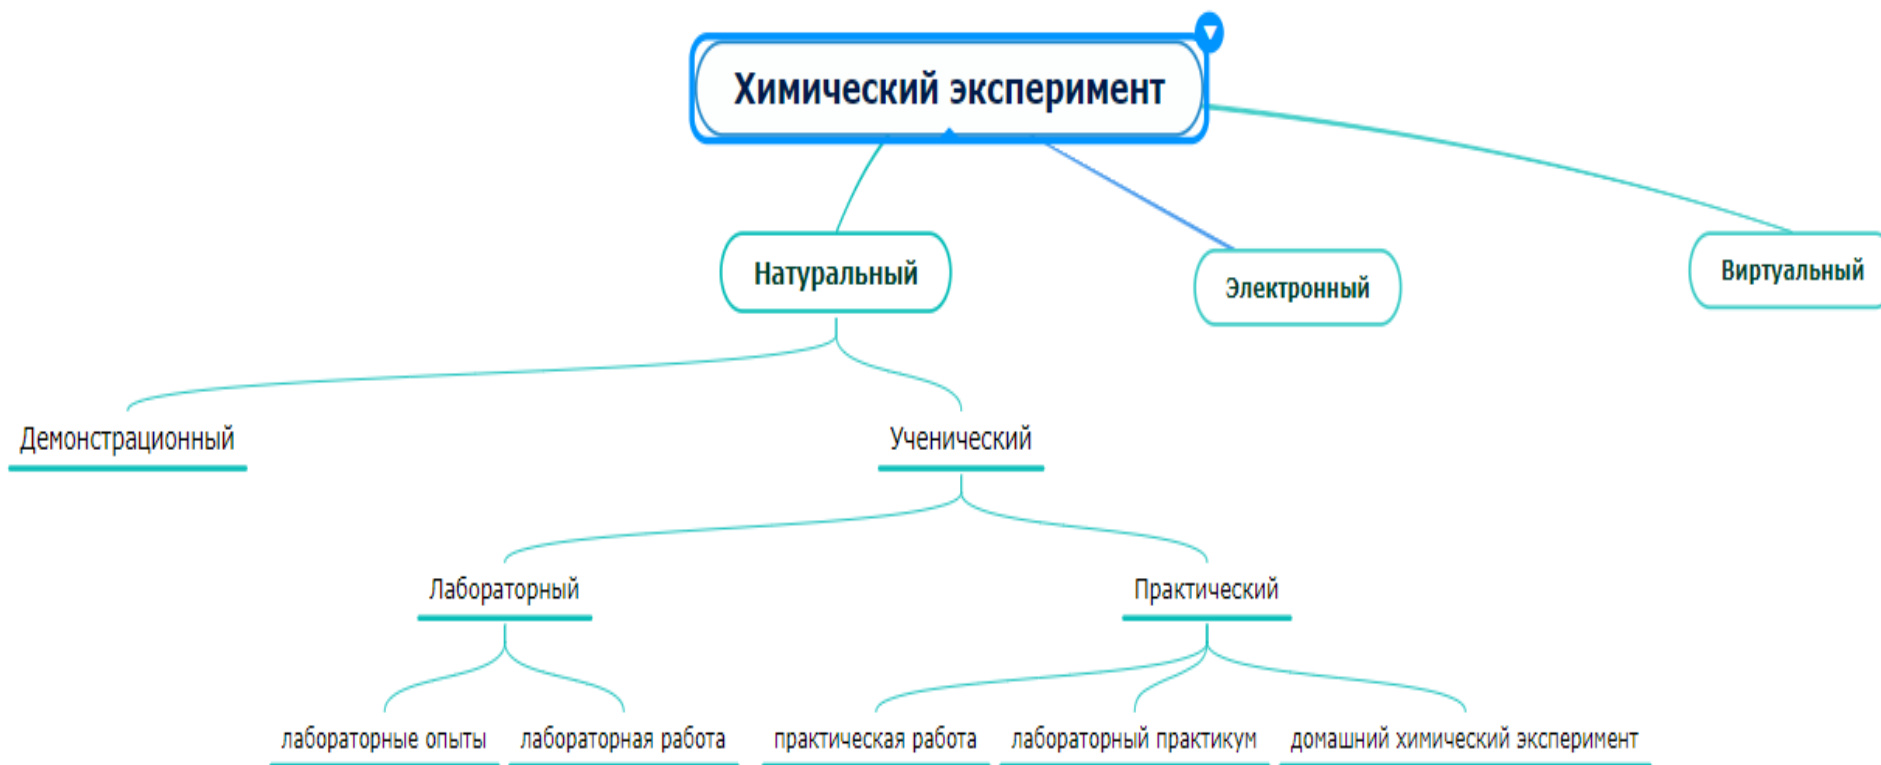 Химический эксперимент
Натуральный
Электронный
Виртуальный
Демонстрационный
Ученический
Лабораторный
Практический
лабораторные опыты
лабораторная работа
практическая работа
лабораторный практикум
домашний химический эксперимент